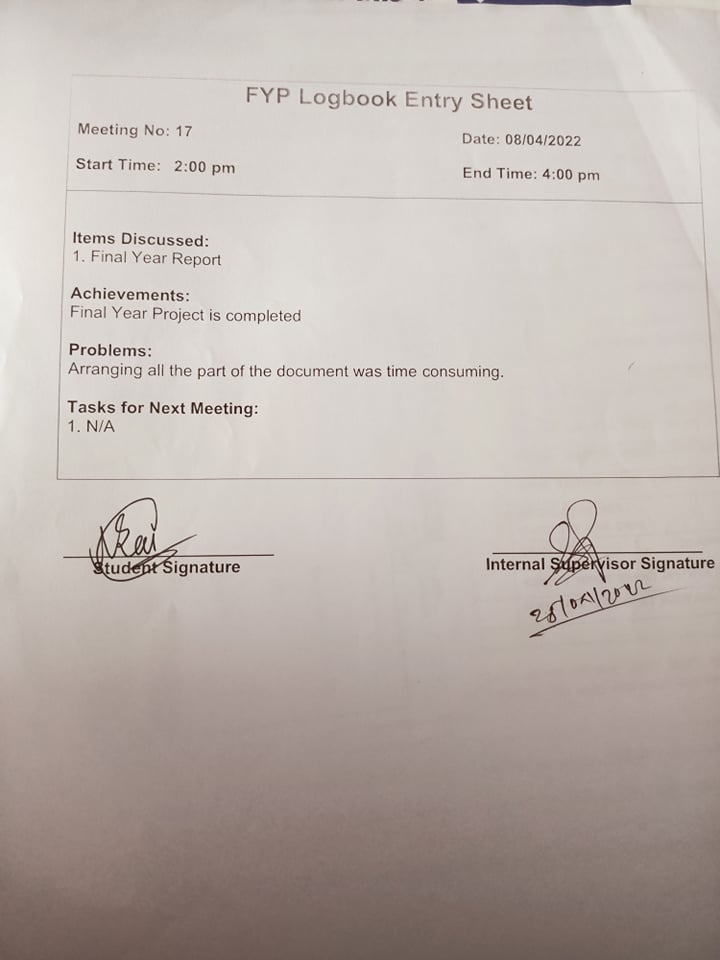 FYP Logbook Entry Sheet
Meeting No: 17
Date: 08/04/2022
Start Time: 2:00 pm
End Time: 4:00 pm
Items Discussed:
1. Final Year Report
Achievements:
Final Year Project is completed
Problems:
Arranging all the part of the document was time consuming.
Tasks for Next Meeting:
1. N/A
Student Signature
Internal Supervisor Signature
28/04/2022